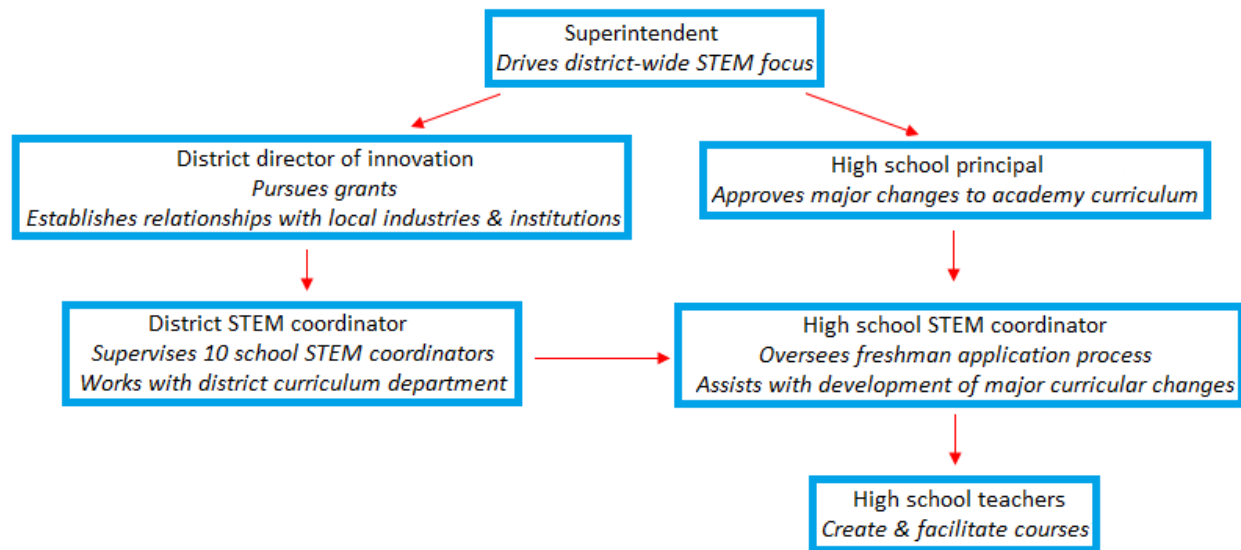 Superintendent
Drives district-wide STEM focus
District director of innovation
Pursues grants
Establishes relationships with local industries & institutions
High school principal
Approves major changes to academy curriculum
District STEM coordinator
Supervises 10 school STEM coordinators
Works with district curriculum department
High school STEM coordinator
Oversees freshman application process
Assists with development of major curricular changes
High school teachers
Create & facilitate courses